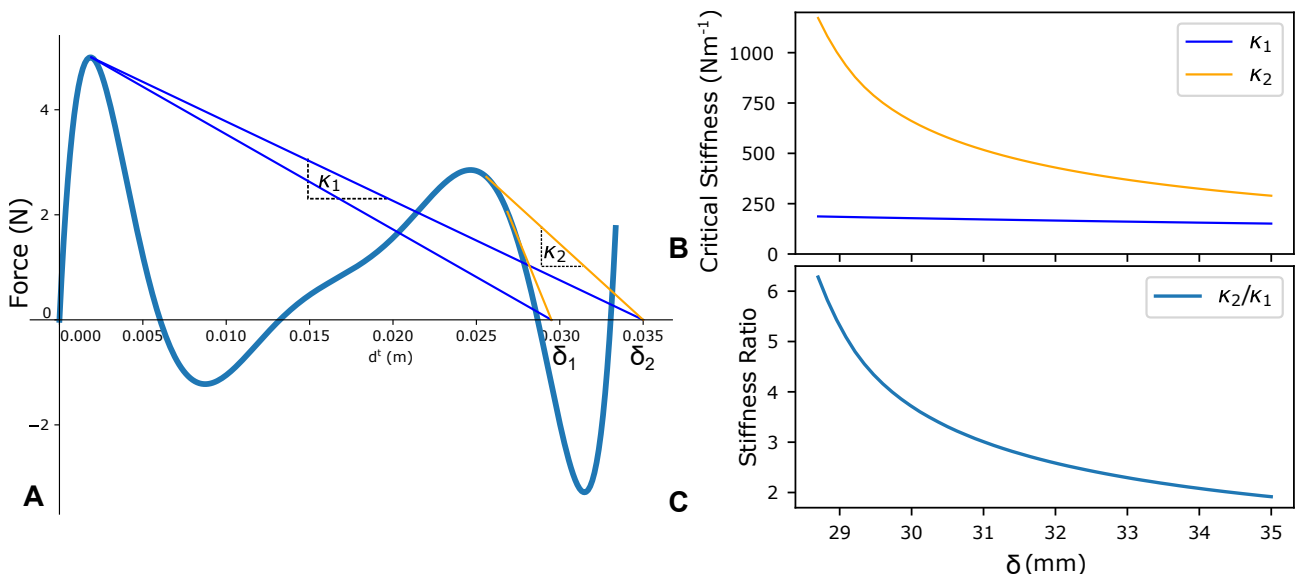 A
Force (N)
4
2
0
−2
0.000
0.005
0.010
0.015
0.020
0.025
0.030
0.035
dᵗ (m)
κ₁
κ₂
δ₁
δ₂
B
Critical Stiffness (Nm⁻¹)
1000
750
500
250
0
κ₁
κ₂
C
Stiffness Ratio
6
5
4
3
2
κ₂/κ₁
29
30
31
32
33
34
35
δ (mm)